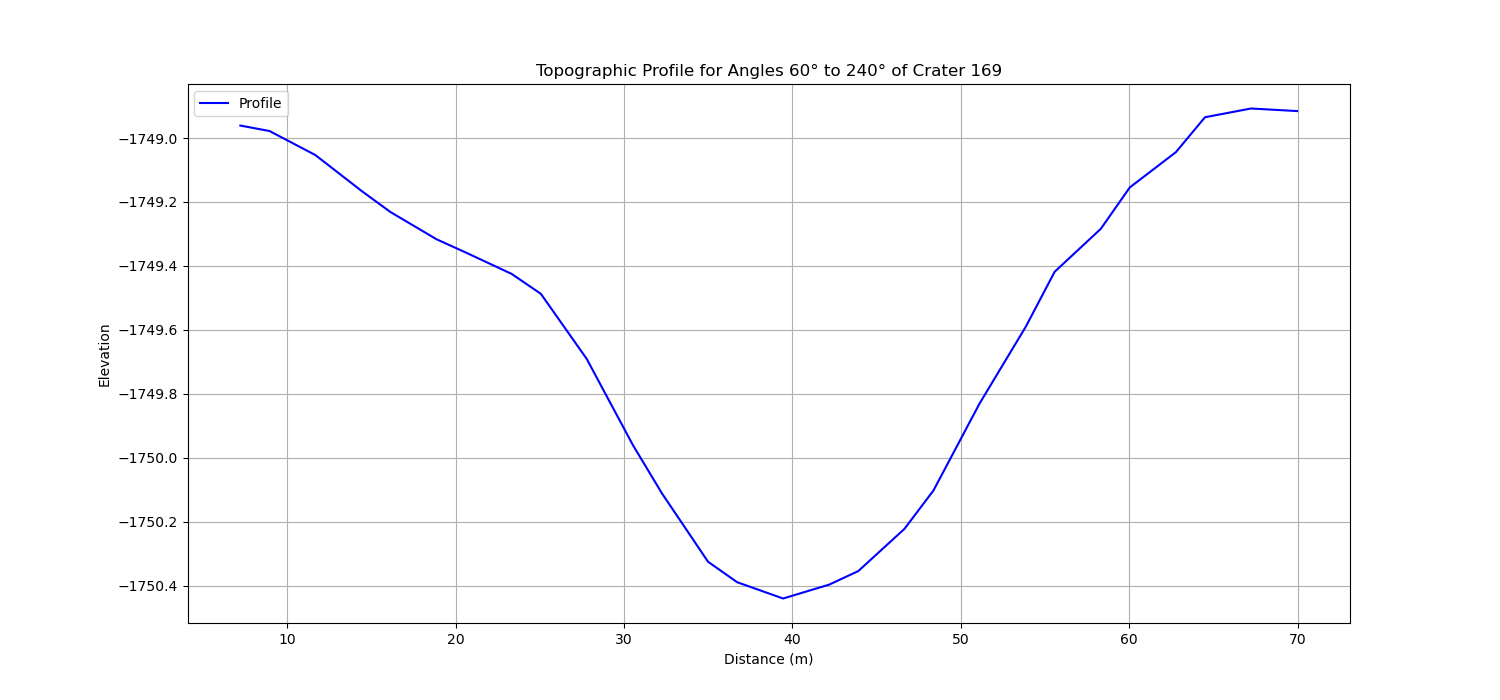 Topographic Profile for Angles 60° to 240° of Crater 169
Profile
−1749.0
−1749.2
−1749.4
−1749.6
−1749.8
−1750.0
−1750.2
−1750.4
Elevation
10 20 30 40 50 60 70
Distance (m)